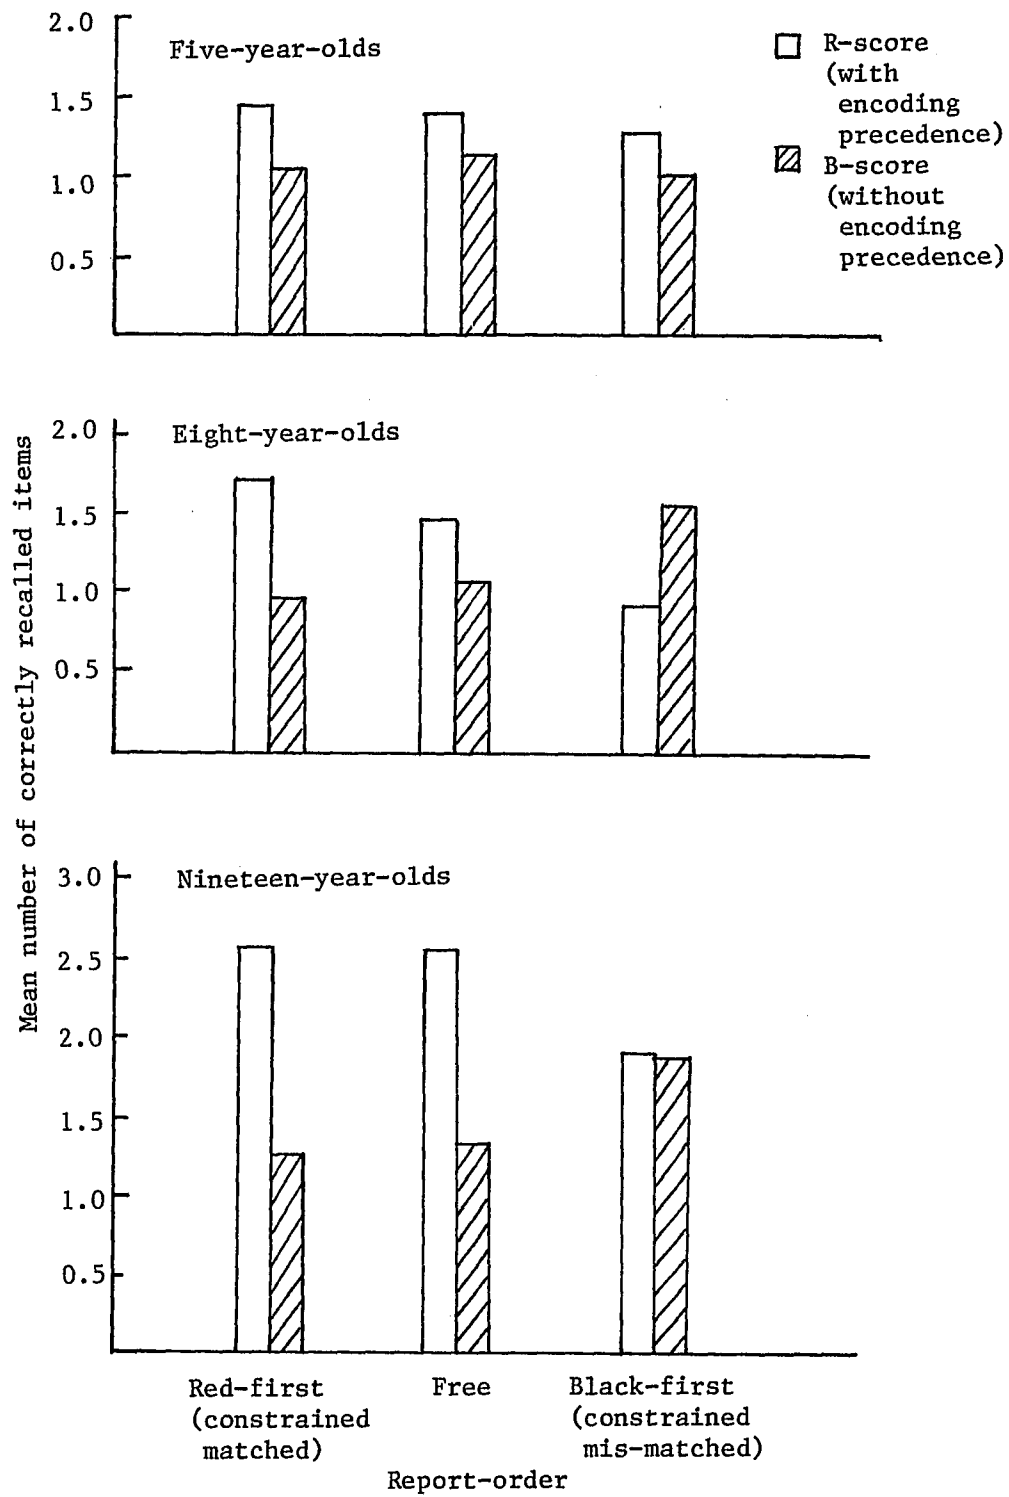 2.0
Five-year-olds
1.5
1.0
0.5
R-score
(with
encoding
precedence)
B-score
(without
encoding
precedence)
Mean number of correctly recalled items
2.0
Eight-year-olds
1.5
1.0
0.5
3.0
Nineteen-year-olds
2.5
2.0
1.5
1.0
0.5
Red-first
(constrained
matched)
Free
Black-first
(constrained
mis-matched)
Report-order